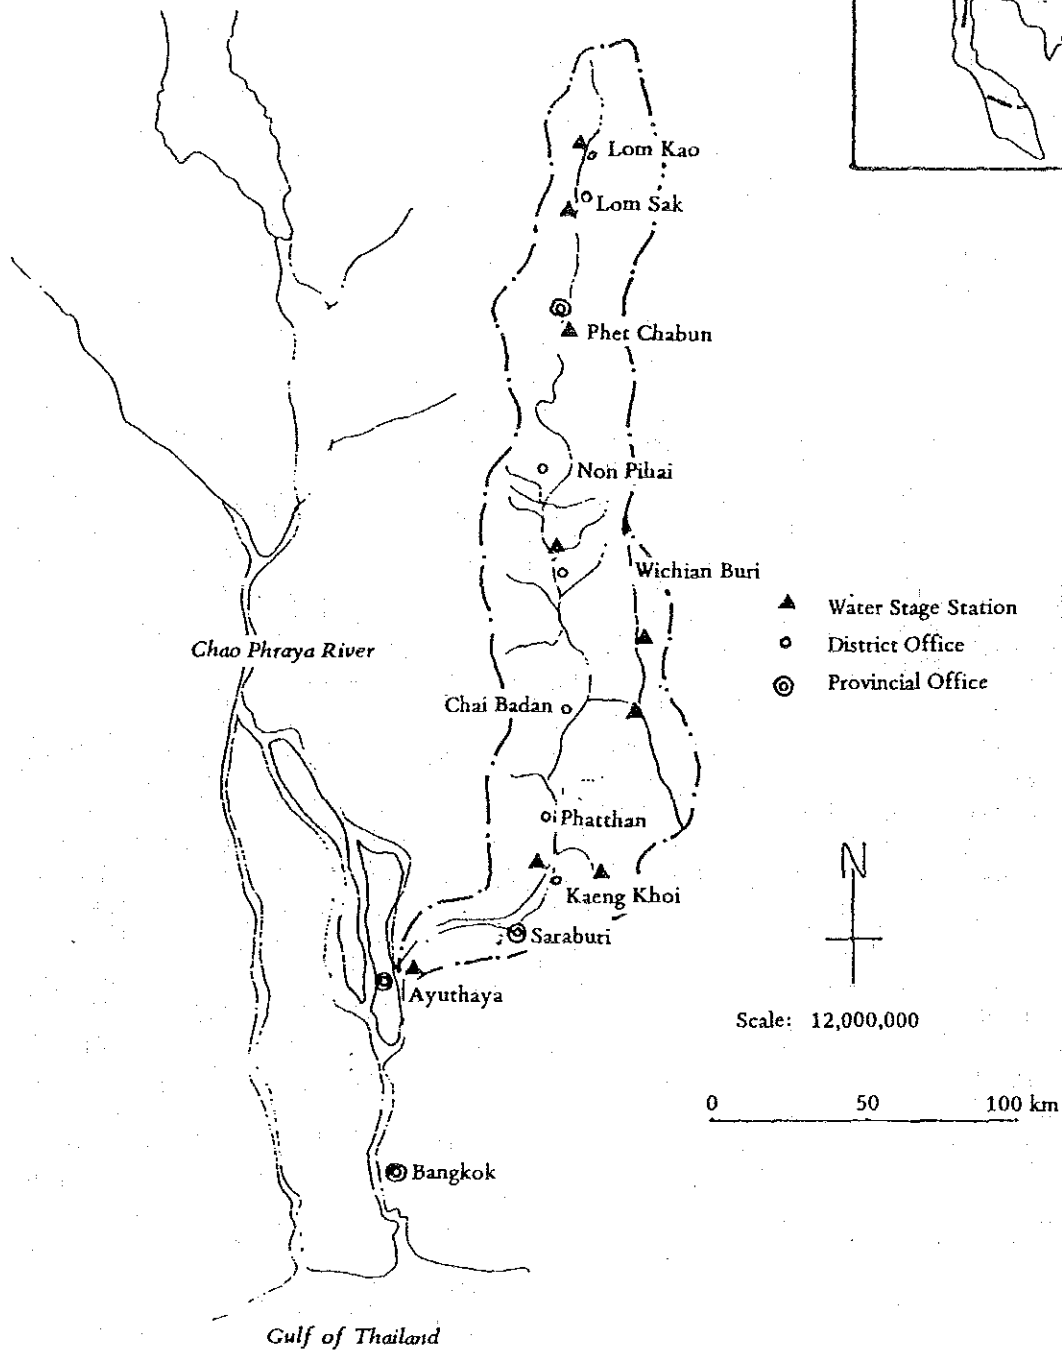 Lom Kao
Lom Sak
Phet Chabun
Non Pihai
Wichian Buri
Water Stage Station
District Office
Chao Phraya River
Provincial Office
Chai Badan
Phatthan
N
Kaeng Khoi
Saraburi
Ayuthaya
Scale: 12,000,000
0 50 100 km
Bangkok
Gulf of Thailand